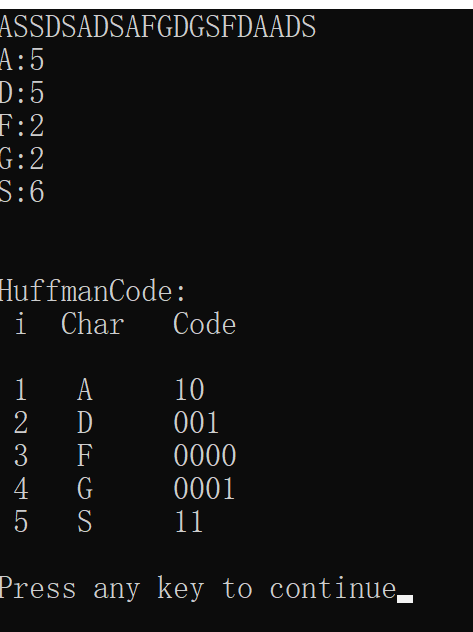 ASSDSADSAFGDGSFDAADS
A:5
D:5
F:2
G:2
S:6
HuffmanCode:
i Char Code
1 A 10
2 D 001
3 F 0000
4 G 0001
5 S 11
Press any key to continue